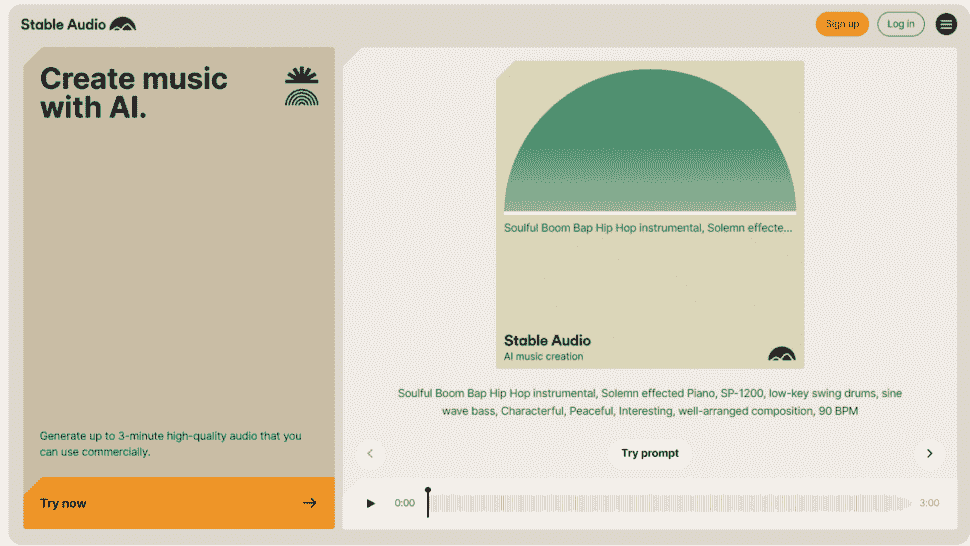 Stable Audio
Sign up
Log in
Create music
with AI.
Generate up to 3-minute high-quality audio that you
can use commercially.
Try now
Soulful Boom Bap Hip Hop instrumental, Solemn effecte...
Stable Audio
AI music creation
Soulful Boom Bap Hip Hop instrumental, Solemn effected Piano, SP-1200, low-key swing drums, sine
wave bass, Characterful, Peaceful, Interesting, well-arranged composition, 90 BPM
Try prompt
0:00
3:00